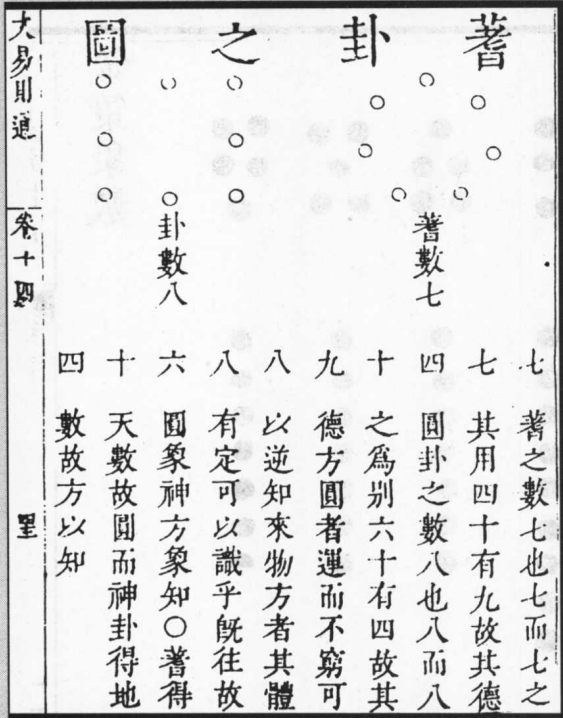 蓍卦之圖
蓍數七
卦數八
七七四十九八八六十四
蓍之數七也七而七之
其用四十有九故其德
圓卦之數八也八而八
之爲别六十有四故其
德方圓者運而不窮可
以逆知來物方者其體
有定可以識乎旣往故
圓象神方象知○蓍得
天數故圓而神卦得地
數故方以知
大易則通
卷十四